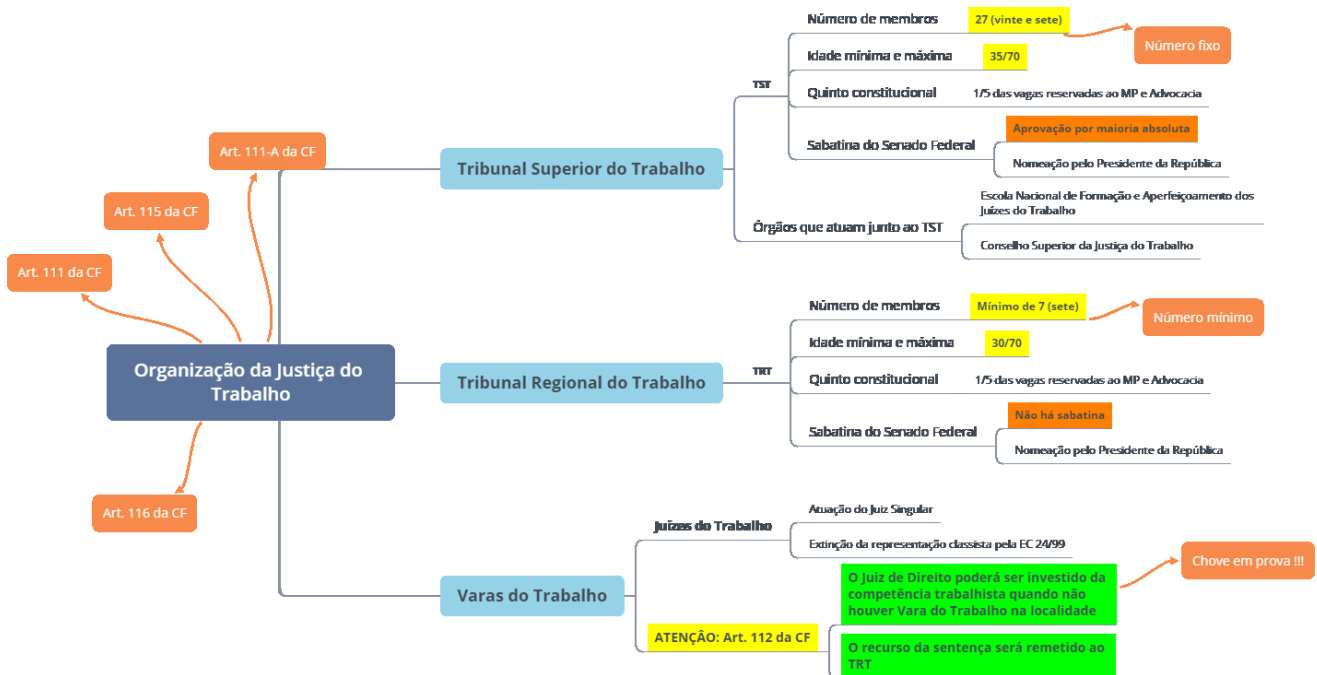 Número de membros
27 (vinte e sete)
Número fixo
Idade mínima e máxima
35/70
TST
Quinto constitucional
1/5 das vagas reservadas ao MP e Advocacia
Aprovação por maioria absoluta
Sabatina do Senado Federal
Nomeação pelo Presidente da República
Art. 111-A da CF
Tribunal Superior do Trabalho
Escola Nacional de Formação e Aperfeiçoamento dos
Juízes do Trabalho
Órgãos que atuam junto ao TST
Conselho Superior da Justiça do Trabalho
Art. 115 da CF
Art. 111 da CF
Número de membros
Mínimo de 7 (sete)
Número mínimo
Idade mínima e máxima
30/70
Organização da Justiça do
Trabalho
Tribunal Regional do Trabalho
TRT
Quinto constitucional
1/5 das vagas reservadas ao MP e Advocacia
Não há sabatina
Sabatina do Senado Federal
Nomeação pelo Presidente da República
Art. 116 da CF
Atuação do Juiz Singular
Juízes do Trabalho
Extinção da representação classista pela EC 24/99
Varas do Trabalho
O Juiz de Direito poderá ser investido da
competência trabalhista quando não
houver Vara do Trabalho na localidade
Chove em prova !!!
ATENÇÂO: Art. 112 da CF
O recurso da sentença será remetido ao
TRT